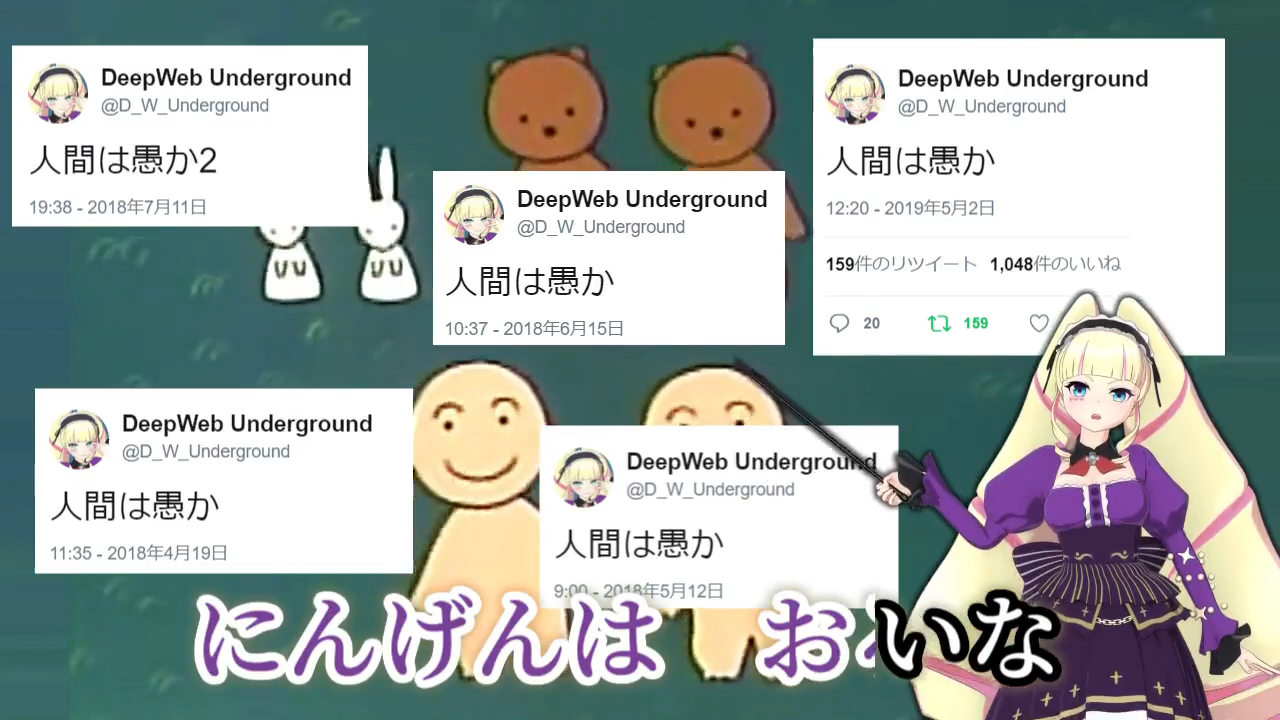 DeepWeb Underground
@D_W_Underground
人間は愚か2
19:38 - 2018年7月11日
DeepWeb Underground
@D_W_Underground
人間は愚か
10:37 - 2018年6月15日
DeepWeb Underground
@D_W_Underground
人間は愚か
12:20 - 2019年5月2日
159件のリツイート 1,048件のいいね
20 159
DeepWeb Underground
@D_W_Underground
人間は愚か
11:35 - 2018年4月19日
DeepWeb Underground
@D_W_Underground
人間は愚か
9:00 - 2018年5月12日
にんげんは おろいな